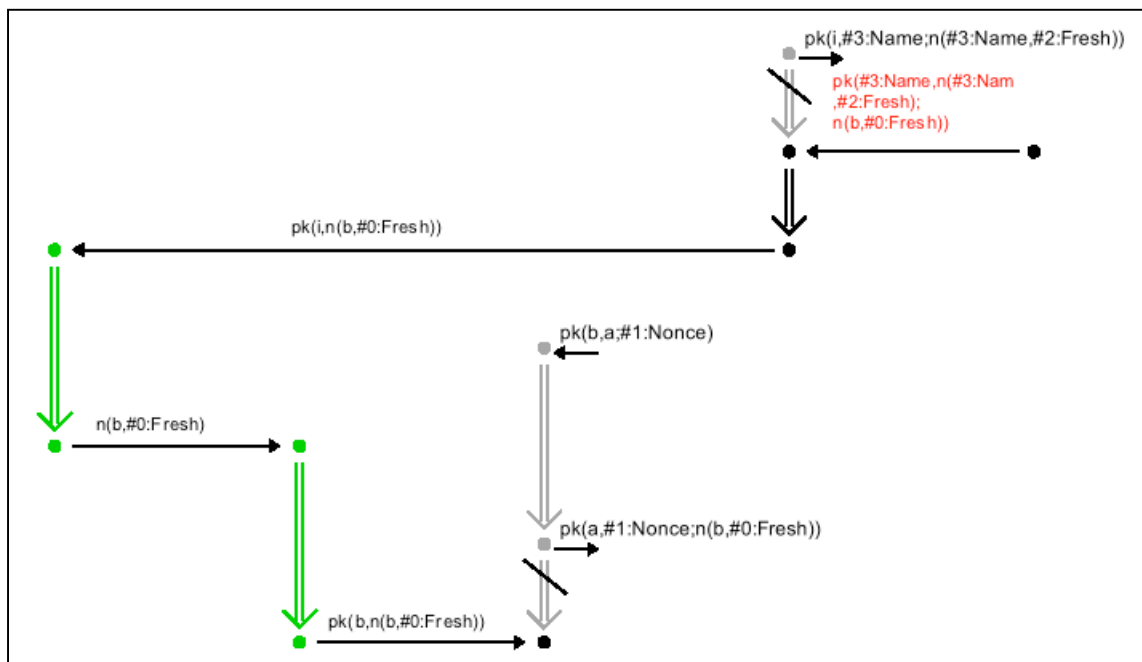 pk(i,#3:Name;n(#3:Name,#2:Fresh))
pk(#3:Name,n(#3:Nam
,#2:Fresh);
n(b,#0:Fresh))
pk(i,n(b,#0:Fresh))
pk(b,a;#1:Nonce)
n(b,#0:Fresh)
pk(a,#1:Nonce;n(b,#0:Fresh))
pk(b,n(b,#0:Fresh))